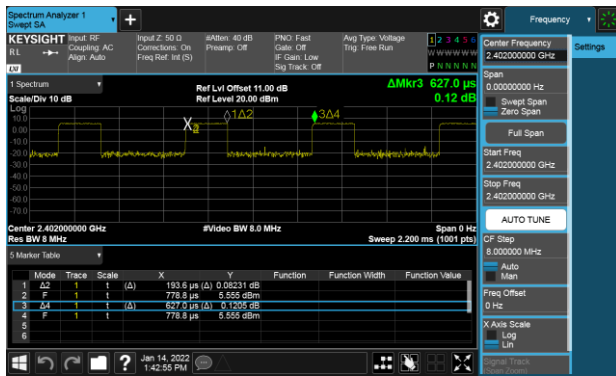 Spectrum Analyzer 1
Swept SA
+
Frequency
KEYSIGHT
RL
LXI
Input: RF
Coupling: AC
Align: Auto
Input Z: 50 Ω
Corrections: On
Freq Ref: Int (S)
#Atten: 40 dB
Preamp: Off
PNO: Fast
Gate: Off
IF Gain: Low
Sig Track: Off
Avg Type: Voltage
Trig: Free Run
1 2 3 4 5 6
W W W W W W
P N N N N N
Center Frequency
2.402000000 GHz
Settings
Span
0.00000000 Hz
Swept Span
Zero Span
Full Span
Start Freq
2.402000000 GHz
Stop Freq
2.402000000 GHz
AUTO TUNE
CF Step
8.000000 MHz
Auto
Man
Freq Offset
0 Hz
X Axis Scale
Log
Lin
Signal Track
(Span Zoom)
1 Spectrum
Scale/Div 10 dB
Ref Lvl Offset 11.00 dB
Ref Level 20.00 dBm
ΔMkr3 627.0 µs
0.12 dB
Log
10.0
0.00
-10.0
-20.0
-30.0
-40.0
-50.0
-60.0
-70.0
X
1Δ2
3Δ4
Center 2.402000000 GHz
Res BW 8 MHz
#Video BW 8.0 MHz
Span 0 Hz
Sweep 2.200 ms (1001 pts)
5 Marker Table
Mode Trace Scale X Y Function Function Width Function Value
1 Δ2 1 t (Δ) 193.6 µs (Δ) 0.08231 dB
2 F 1 t 778.8 µs 5.555 dBm
3 Δ4 1 t (Δ) 627.0 µs (Δ) 0.1205 dB
4 F 1 t 778.8 µs 5.555 dBm
5
6
?
Jan 14, 2022
1:42:55 PM